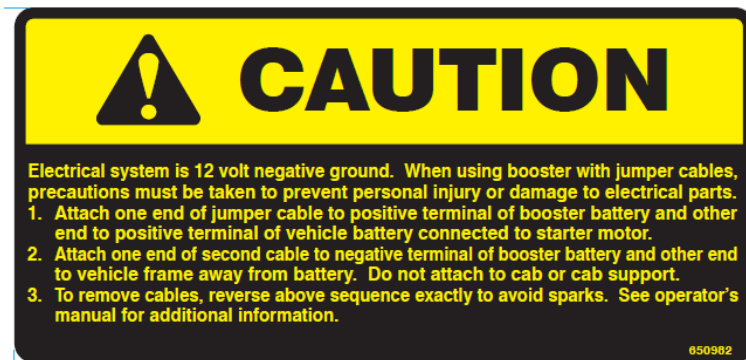 CAUTION
Electrical system is 12 volt negative ground.  When using booster with jumper cables,
precautions must be taken to prevent personal injury or damage to electrical parts.
1.  Attach one end of jumper cable to positive terminal of booster battery and other
end to positive terminal of vehicle battery connected to starter motor.
2.  Attach one end of second cable to negative terminal of booster battery and other end
to vehicle frame away from battery.  Do not attach to cab or cab support.
3.  To remove cables, reverse above sequence exactly to avoid sparks.  See operator's
manual for additional information.
650982